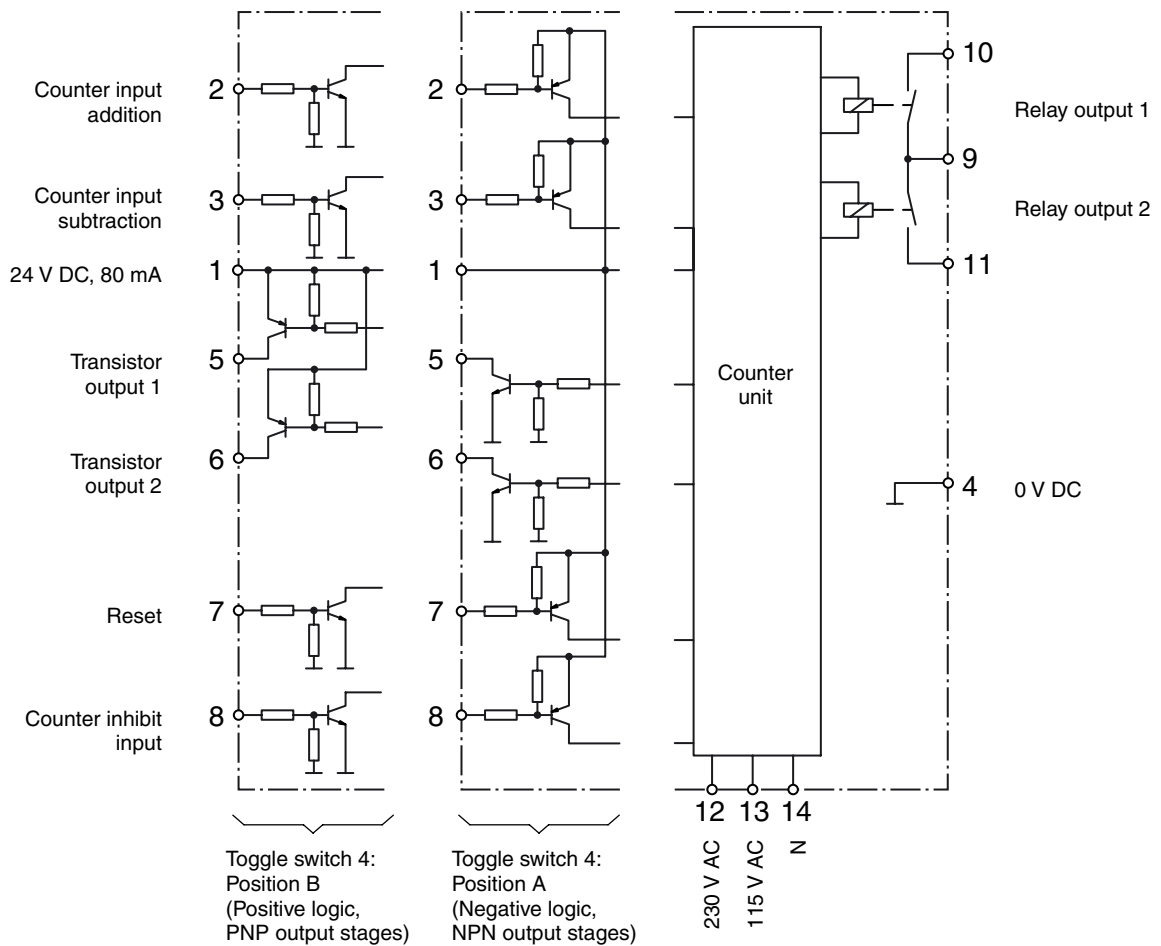 Counter input
addition
2
2
10
Relay output 1
9
Counter input
subtraction
3
3
Relay output 2
24 V DC, 80 mA
1
1
11
Transistor
output 1
5
5
Counter
unit
Transistor
output 2
6
6
4
0 V DC
Reset
7
7
Counter inhibit
input
8
8
12
13
14
230 V AC
115 V AC
N
Toggle switch 4:
Position B
(Positive logic,
PNP output stages)
Toggle switch 4:
Position A
(Negative logic,
NPN output stages)